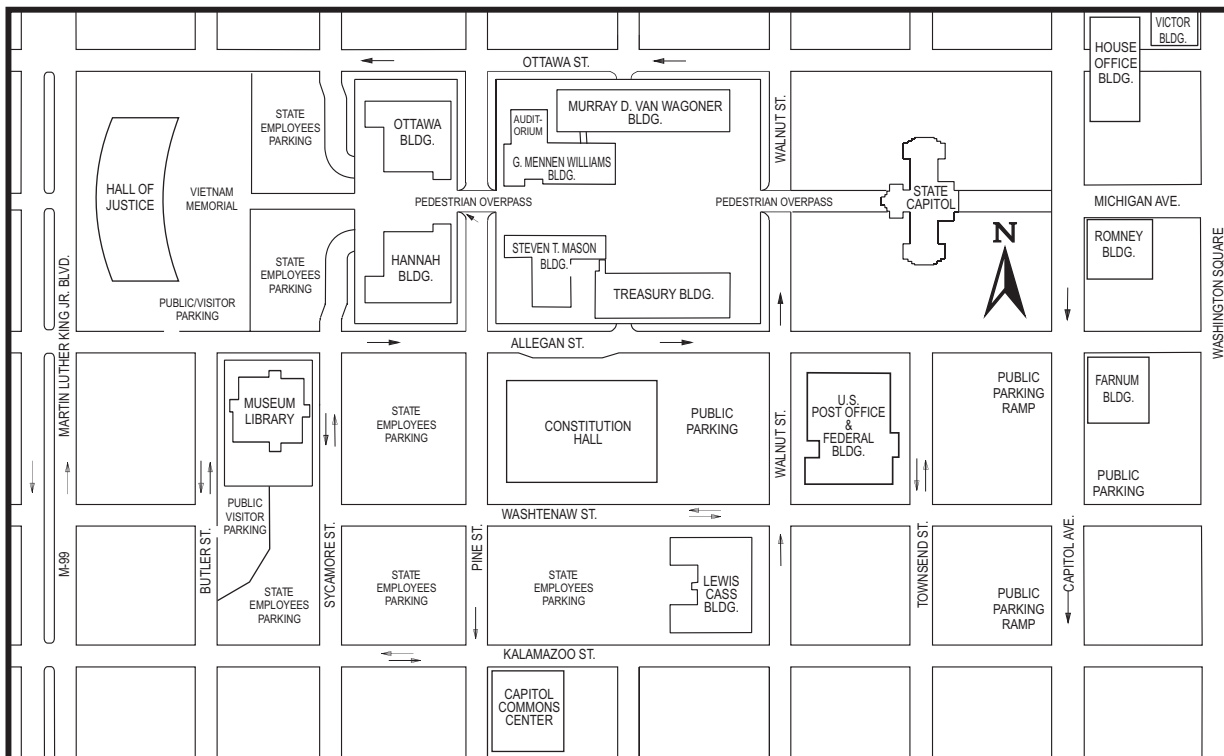 VICTOR
BLDG.
HOUSE
OFFICE
BLDG.
OTTAWA ST.
STATE
EMPLOYEES
PARKING
OTTAWA
BLDG.
AUDIT-
ORIUM
MURRAY D. VAN WAGONER
BLDG.
G. MENNEN WILLIAMS
BLDG.
WALNUT ST.
HALL OF
JUSTICE
VIETNAM
MEMORIAL
PEDESTRIAN OVERPASS
PEDESTRIAN OVERPASS
STATE
CAPITOL
MICHIGAN AVE.
N
ROMNEY
BLDG.
WASHINGTON SQUARE
STATE
EMPLOYEES
PARKING
HANNAH
BLDG.
STEVEN T. MASON
BLDG.
TREASURY BLDG.
PUBLIC/VISITOR
PARKING
MARTIN LUTHER KING JR. BLVD.
ALLEGAN ST.
MUSEUM
LIBRARY
STATE
EMPLOYEES
PARKING
CONSTITUTION
HALL
PUBLIC
PARKING
WALNUT ST.
U.S.
POST OFFICE
&
FEDERAL
BLDG.
PUBLIC
PARKING
RAMP
FARNUM
BLDG.
PUBLIC
PARKING
PUBLIC
VISITOR
PARKING
WASHTENAW ST.
M-99
BUTLER ST.
STATE
EMPLOYEES
PARKING
SYCAMORE ST.
STATE
EMPLOYEES
PARKING
PINE ST.
STATE
EMPLOYEES
PARKING
LEWIS
CASS
BLDG.
TOWNSEND ST.
PUBLIC
PARKING
RAMP
CAPITOL AVE.
KALAMAZOO ST.
CAPITOL
COMMONS
CENTER